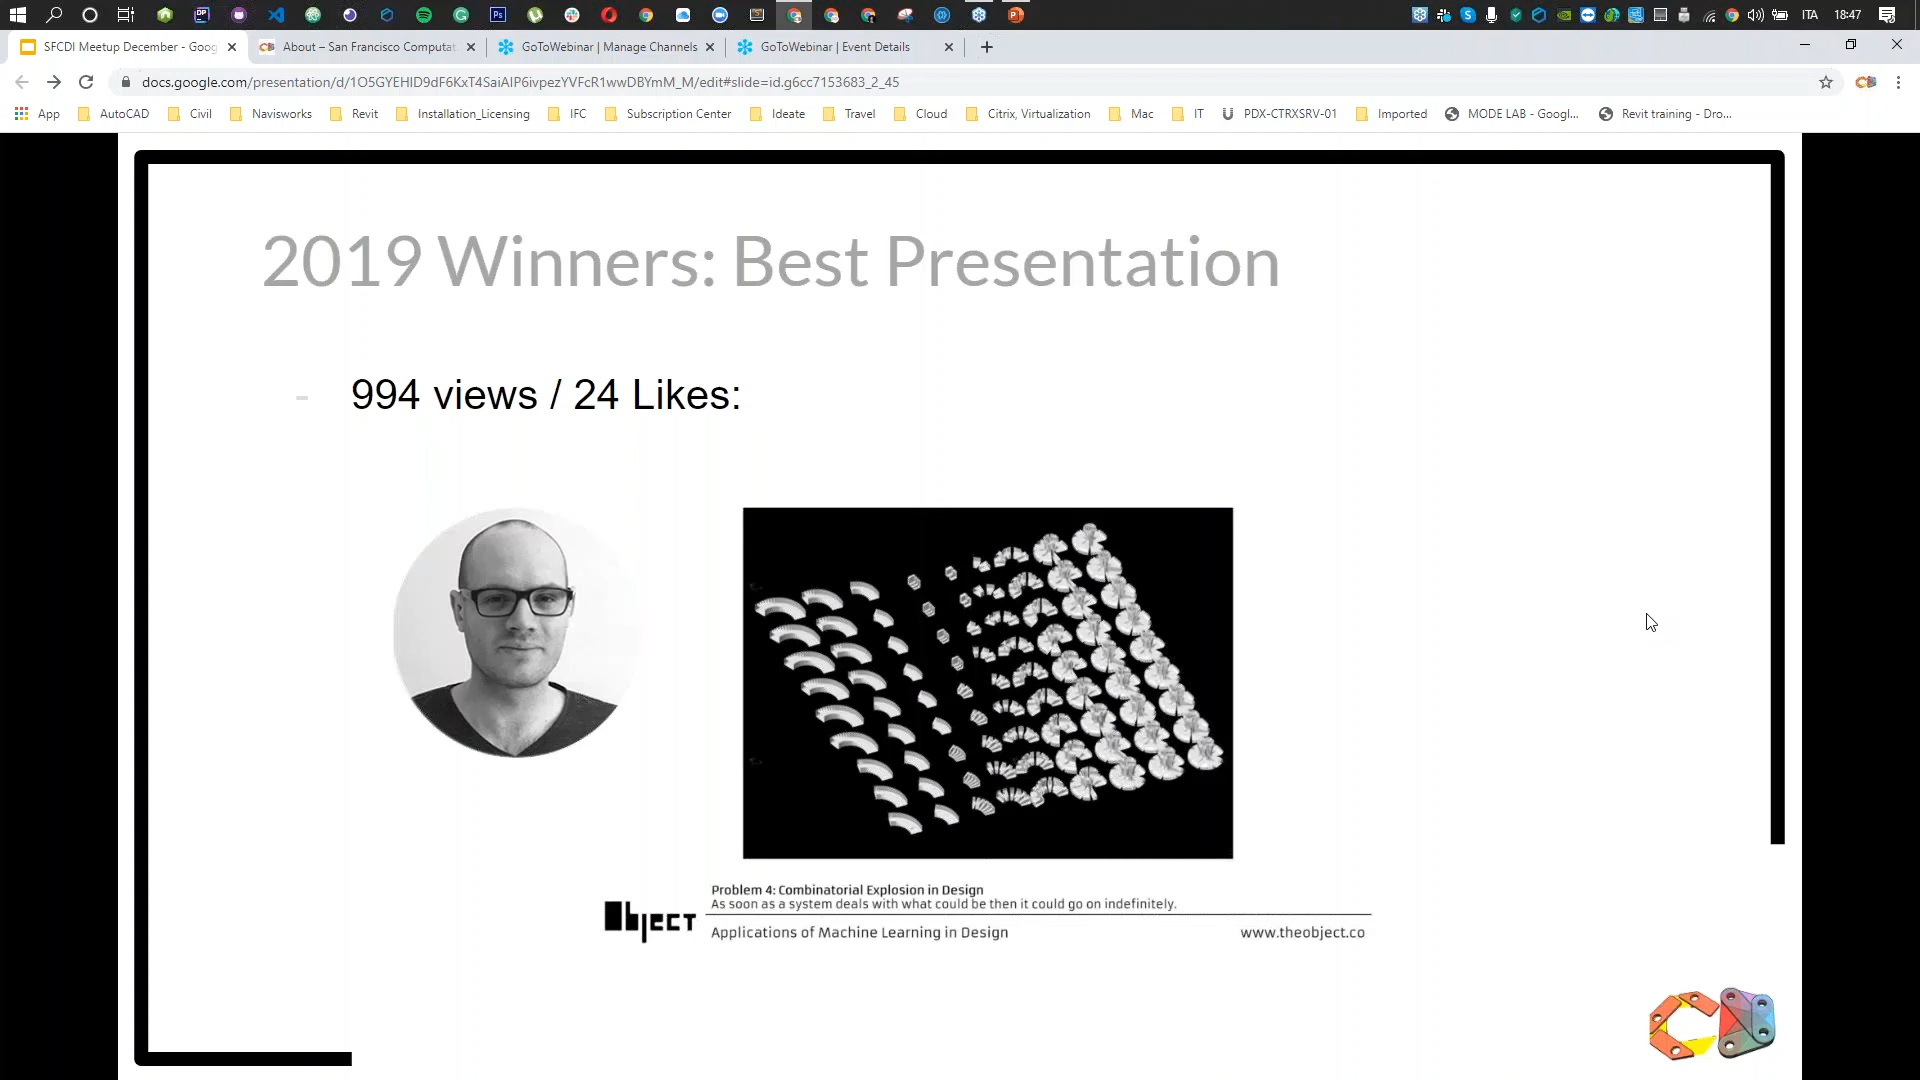 ITA
18:47
SFCDI Meetup December - Goog
About – San Francisco Computat
GoToWebinar | Manage Channels
GoToWebinar | Event Details
docs.google.com/presentation/d/1O5GYEHID9dF6KxT4SaiAIP6ivpezYVFcR1wwDBYmM_M/edit#slide=id.g6cc7153683_2_45
App
AutoCAD
Civil
Navisworks
Revit
Installation_Licensing
IFC
Subscription Center
Ideate
Travel
Cloud
Citrix, Virtualization
Mac
IT
PDX-CTRXSRV-01
Imported
MODE LAB - Googl...
Revit training - Dro...
2019 Winners: Best Presentation
- 994 views / 24 Likes:
Problem 4: Combinatorial Explosion in Design
As soon as a system deals with what could be then it could go on indefinitely.
Object
Applications of Machine Learning in Design
www.theobject.co